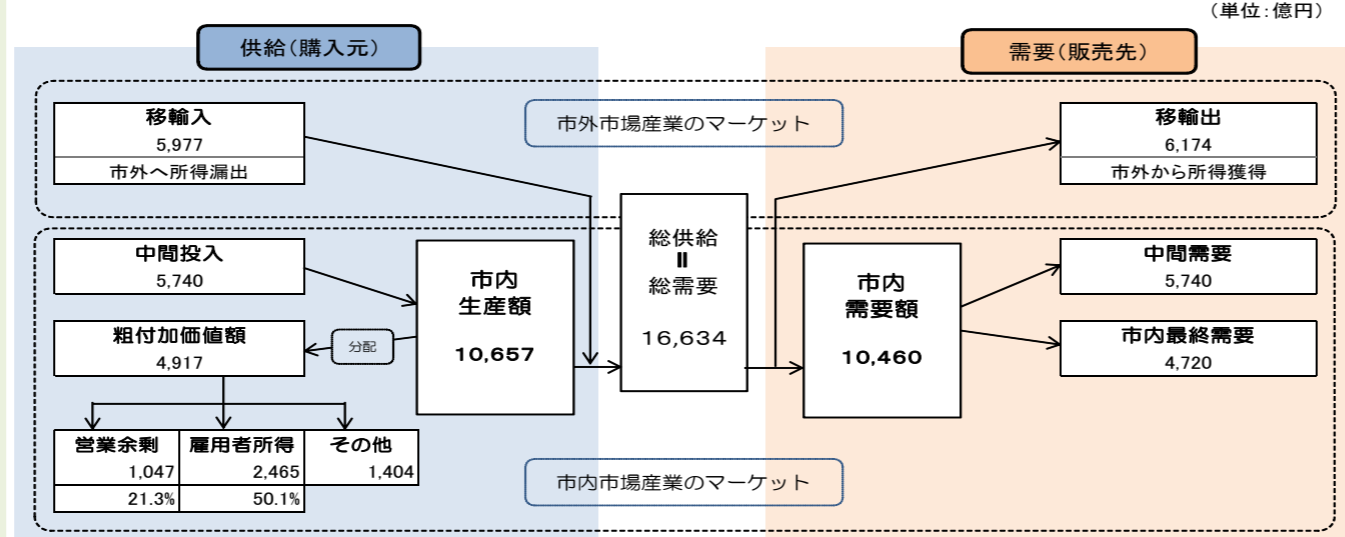 (単位:億円)
供給(購入元)
需要(販売先)
移輸入
5,977
市外へ所得漏出
市外市場産業のマーケット
移輸出
6,174
市外から所得獲得
中間投入
5,740
粗付加価値額
4,917
分配
市内
生産額
10,657
総供給
=
総需要
16,634
市内
需要額
10,460
中間需要
5,740
市内最終需要
4,720
営業余剰 雇用者所得 その他
1,047 2,465 1,404
21.3% 50.1%
市内市場産業のマーケット